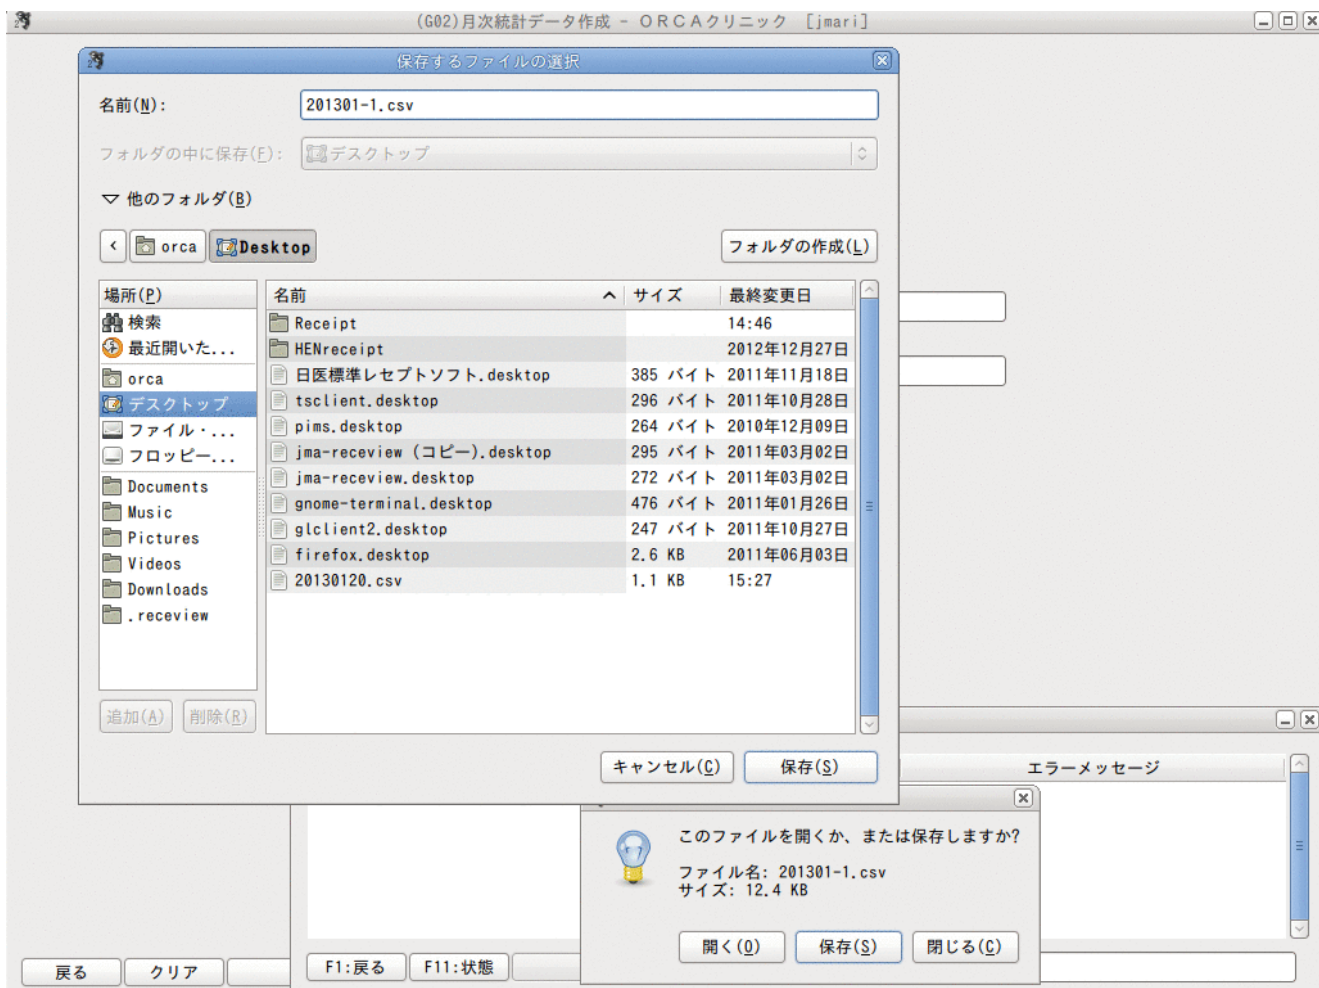 (G02)月次統計データ作成 - ＯＲＣＡクリニック [jmari]
保存するファイルの選択
名前(N): 201301-1.csv
フォルダの中に保存(F): デスクトップ
他のフォルダ(B)
orca Desktop フォルダの作成(L)
場所(P)
検索
最近開いた...
orca
デスクトップ
ファイル・...
フロッピー...
Documents
Music
Pictures
Videos
Downloads
.receview
追加(A) 削除(R)
名前 サイズ 最終変更日
Receipt 14:46
HENreceipt 2012年12月27日
日医標準レセプトソフト.desktop 385 バイト 2011年11月18日
tsclient.desktop 296 バイト 2011年10月28日
pims.desktop 264 バイト 2010年12月09日
jma-receview (コピー).desktop 295 バイト 2011年03月02日
jma-receview.desktop 272 バイト 2011年03月02日
gnome-terminal.desktop 476 バイト 2011年01月26日
glclient2.desktop 247 バイト 2011年10月27日
firefox.desktop 2.6 KB 2011年06月03日
20130120.csv 1.1 KB 15:27
キャンセル(C) 保存(S)
エラーメッセージ
このファイルを開くか、または保存しますか?
ファイル名: 201301-1.csv
サイズ: 12.4 KB
開く(O) 保存(S) 閉じる(C)
戻る クリア
F1:戻る F11:状態